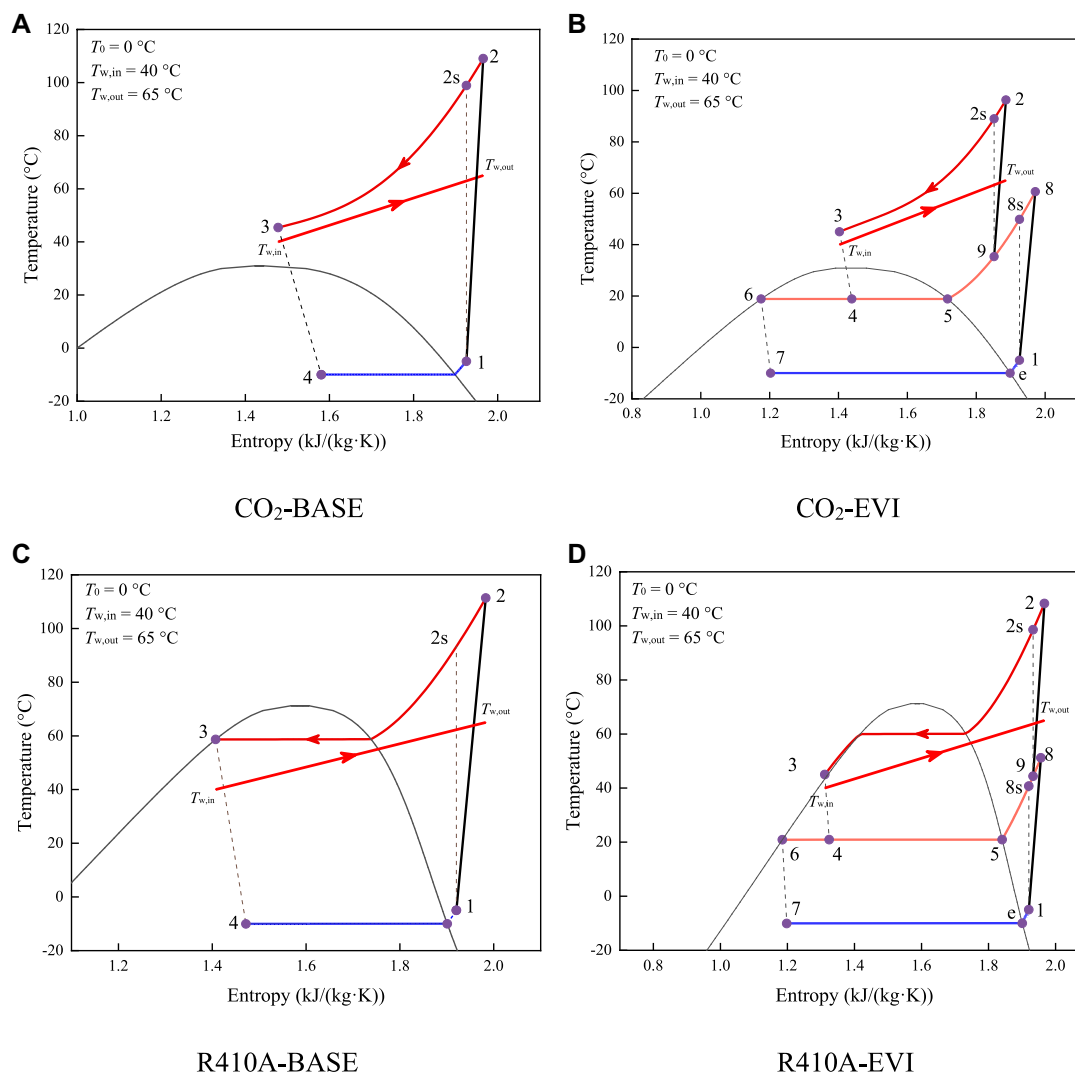 A
T₀ = 0 °C
Tw,in = 40 °C
Tw,out = 65 °C
120
100
80
60
40
20
0
-20
Temperature (°C)
2
2s
Tw,out
3
Tw,in
1
4
1.0 1.2 1.4 1.6 1.8 2.0
Entropy (kJ/(kg·K))
CO₂-BASE
B
T₀ = 0 °C
Tw,in = 40 °C
Tw,out = 65 °C
120
100
80
60
40
20
0
-20
Temperature (°C)
2
2s
Tw,out
8
3
8s
Tw,in
9
6
4
5
1
7
e
0.8 1.0 1.2 1.4 1.6 1.8 2.0
Entropy (kJ/(kg·K))
CO₂-EVI
C
T₀ = 0 °C
Tw,in = 40 °C
Tw,out = 65 °C
120
100
80
60
40
20
0
-20
Temperature (°C)
2
2s
Tw,out
3
Tw,in
1
4
1.2 1.4 1.6 1.8 2.0
Entropy (kJ/(kg·K))
R410A-BASE
D
T₀ = 0 °C
Tw,in = 40 °C
Tw,out = 65 °C
120
100
80
60
40
20
0
-20
Temperature (°C)
2
2s
Tw,out
3
9
8
Tw,in
8s
6
4
5
7
e
1
0.8 1.0 1.2 1.4 1.6 1.8 2.0
Entropy (kJ/(kg·K))
R410A-EVI